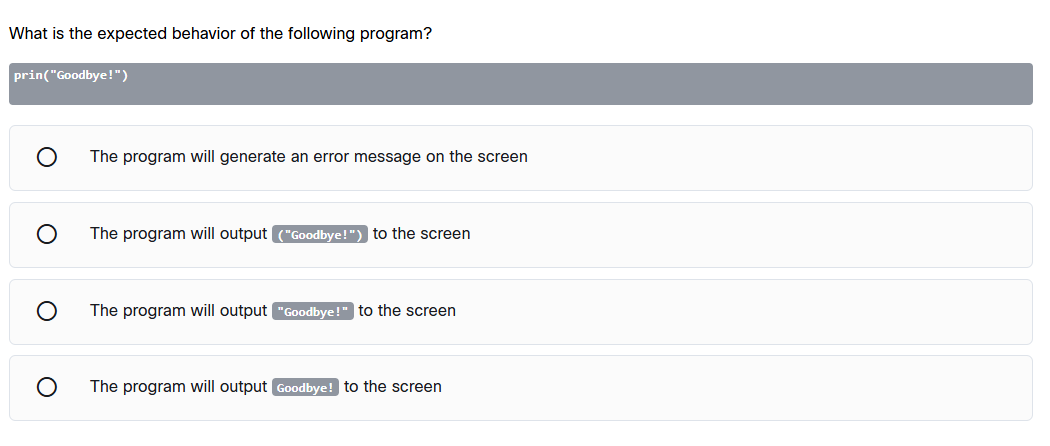 What is the expected behavior of the following program?
prin("Goodbye!")
The program will generate an error message on the screen
The program will output ("Goodbye!") to the screen
The program will output "Goodbye!" to the screen
The program will output Goodbye! to the screen